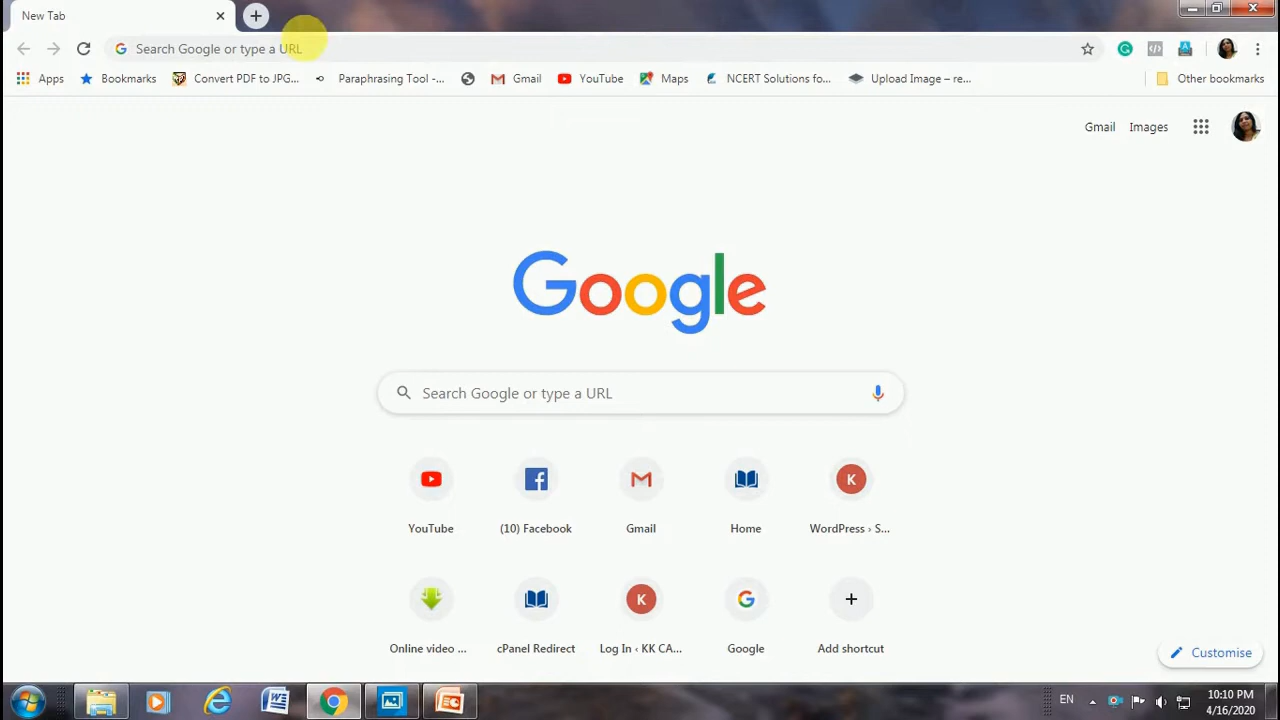 New Tab
Search Google or type a URL
Apps Bookmarks Convert PDF to JPG... Paraphrasing Tool -... Gmail YouTube Maps NCERT Solutions fo... Upload Image – re... Other bookmarks
Gmail Images
Google
Search Google or type a URL
YouTube (10) Facebook Gmail Home WordPress › S...
K
Online video ... cPanel Redirect Log In ‹ KK CA... Google Add shortcut
K
Customise
EN
10:10 PM
4/16/2020